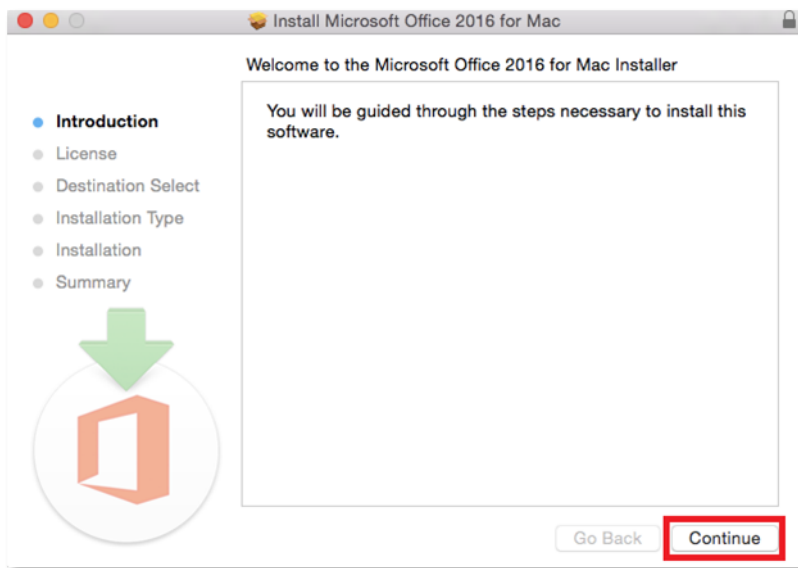 Install Microsoft Office 2016 for Mac
Welcome to the Microsoft Office 2016 for Mac Installer
Introduction
License
Destination Select
Installation Type
Installation
Summary
You will be guided through the steps necessary to install this
software.
Go Back
Continue